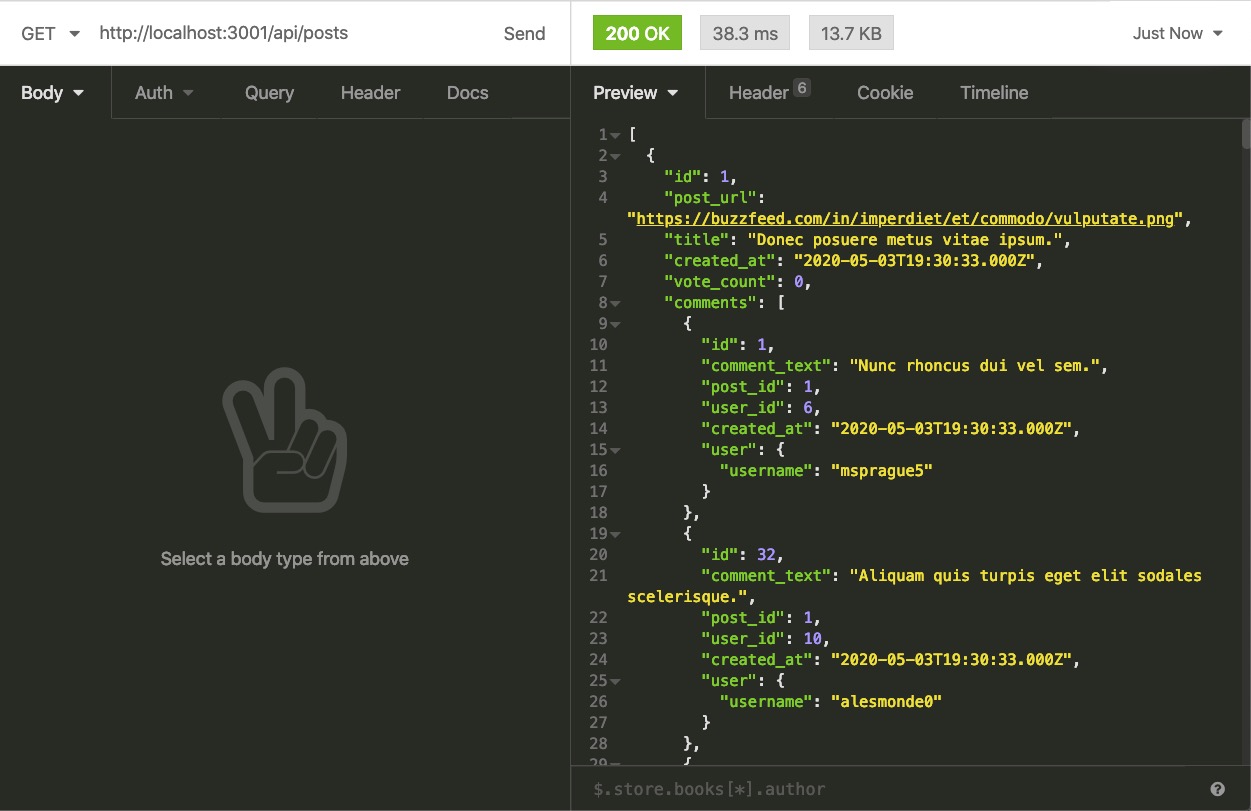 GET http://localhost:3001/api/posts Send 200 OK 38.3 ms 13.7 KB Just Now
Body Auth Query Header Docs Preview Header 6 Cookie Timeline
Select a body type from above
1 [
2 {
3 "id": 1,
4 "post_url":
"https://buzzfeed.com/in/imperdiet/et/commodo/vulputate.png",
5 "title": "Donec posuere metus vitae ipsum.",
6 "created_at": "2020-05-03T19:30:33.000Z",
7 "vote_count": 0,
8 "comments": [
9 {
10 "id": 1,
11 "comment_text": "Nunc rhoncus dui vel sem.",
12 "post_id": 1,
13 "user_id": 6,
14 "created_at": "2020-05-03T19:30:33.000Z",
15 "user": {
16 "username": "msprague5"
17 }
18 },
19 {
20 "id": 32,
21 "comment_text": "Aliquam quis turpis eget elit sodales
scelerisque.",
22 "post_id": 1,
23 "user_id": 10,
24 "created_at": "2020-05-03T19:30:33.000Z",
25 "user": {
26 "username": "alesmonde0"
27 }
28 },
29 {
$.store.books[*].author